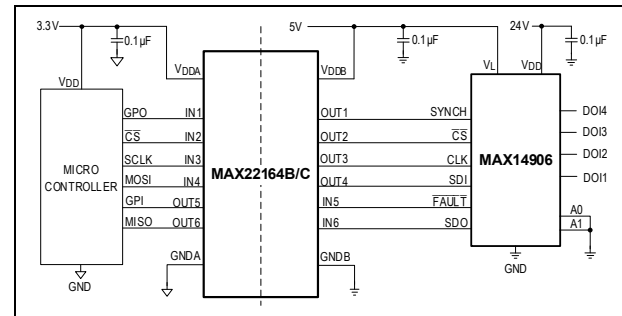 3.3V
0.1µF
5V
0.1µF
24V
0.1µF
VDD
VDDA
VDDB
VL
VDD
MICRO
CONTROLLER
GPO
CS
SCLK
MOSI
GPI
MISO
IN1
IN2
IN3
IN4
OUT5
OUT6
MAX22164B/C
OUT1
OUT2
OUT3
OUT4
IN5
IN6
SYNCH
CS
CLK
SDI
FAULT
SDO
MAX14906
DOI4
DOI3
DOI2
DOI1
A0
A1
GNDA
GNDB
GND
GND